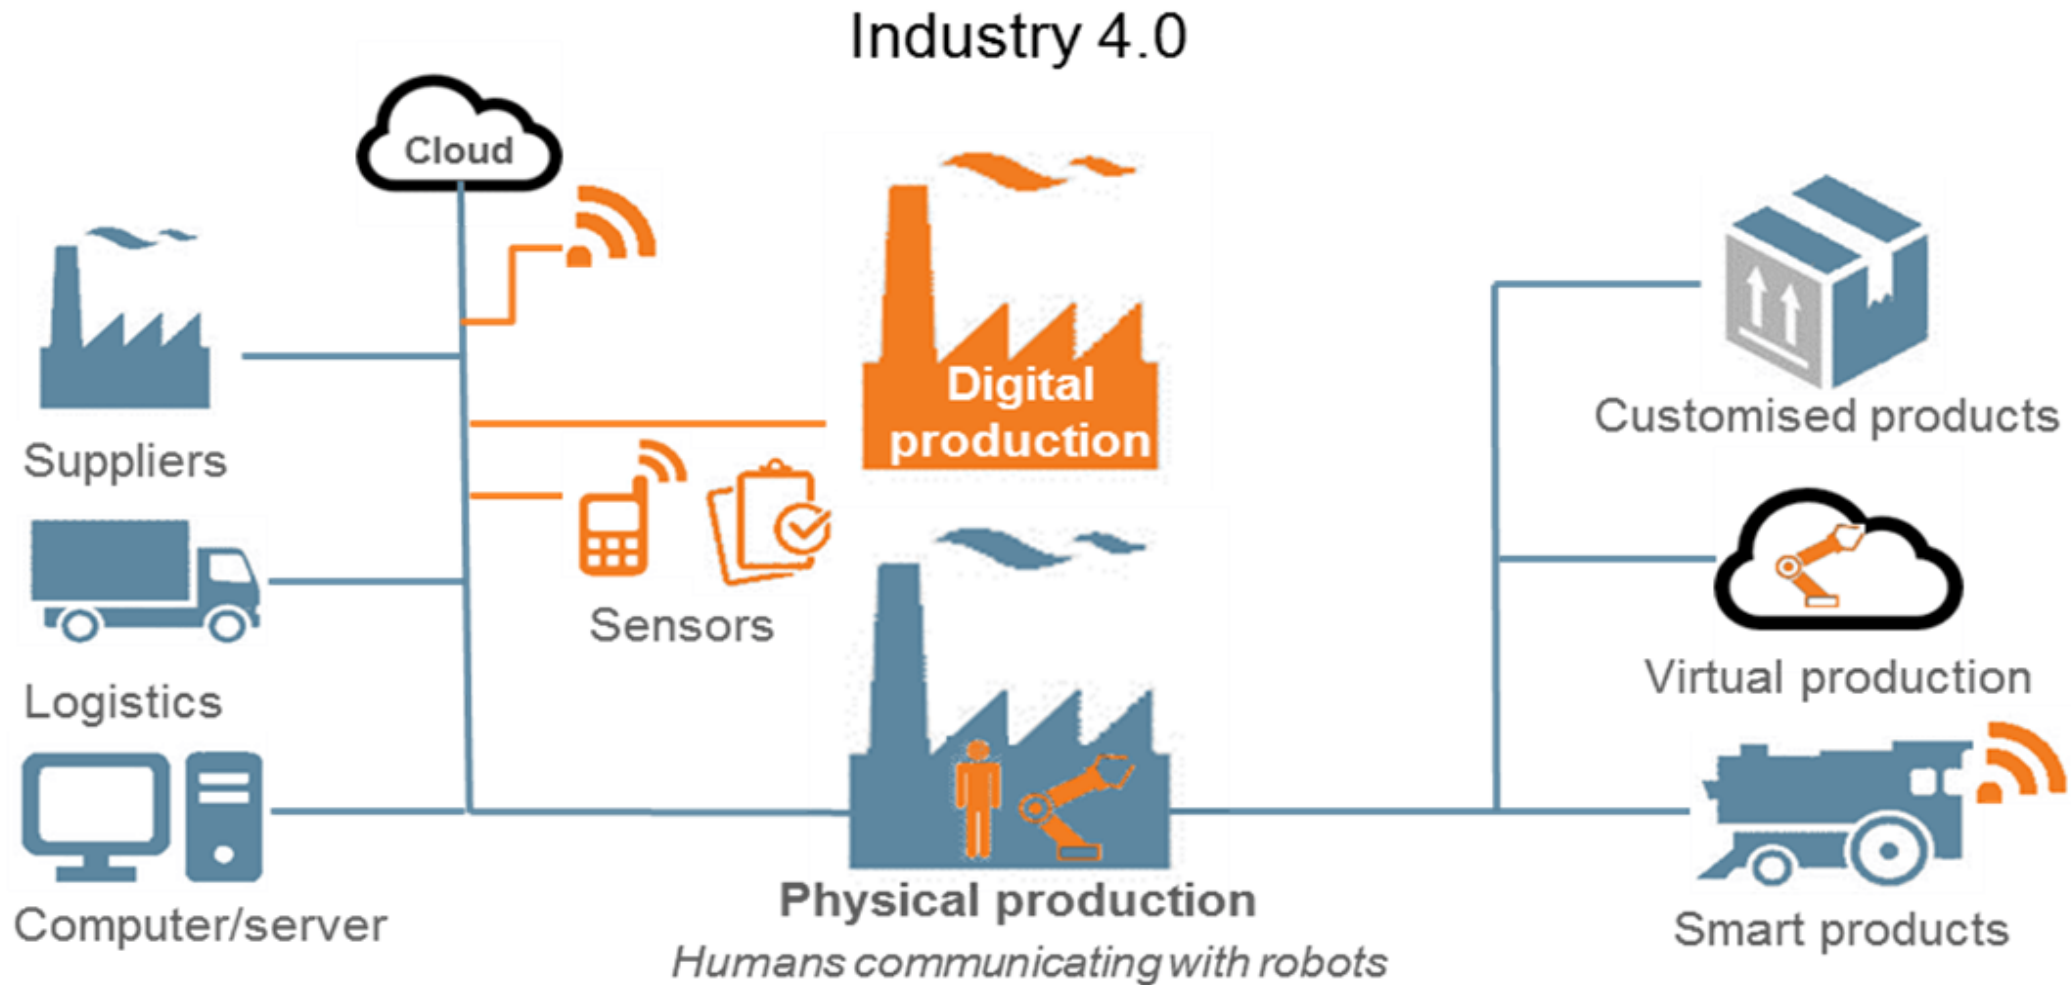 Industry 4.0
Cloud
Suppliers
Logistics
Computer/server
Sensors
Digital
production
Physical production
Humans communicating with robots
Customised products
Virtual production
Smart products